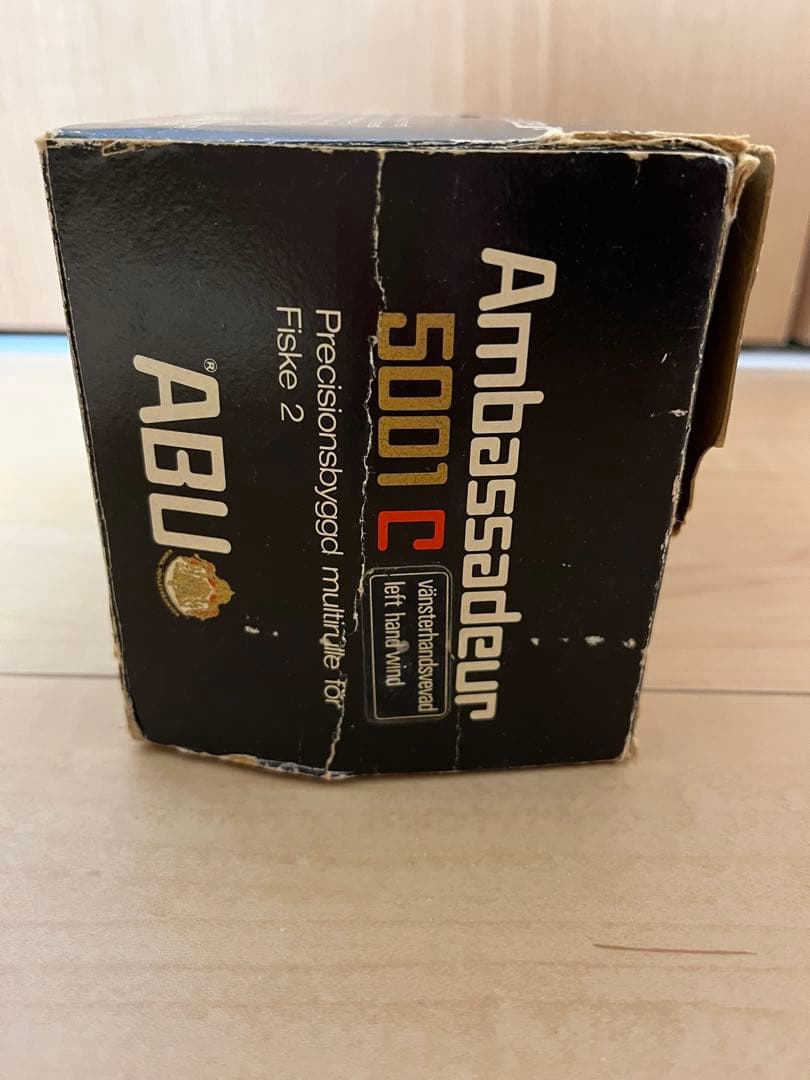 Ambassadeur
5001 C
vänsterhandsvevad
left hand wind
Precisionsbyggd multirulle för
Fiske 2
ABU®